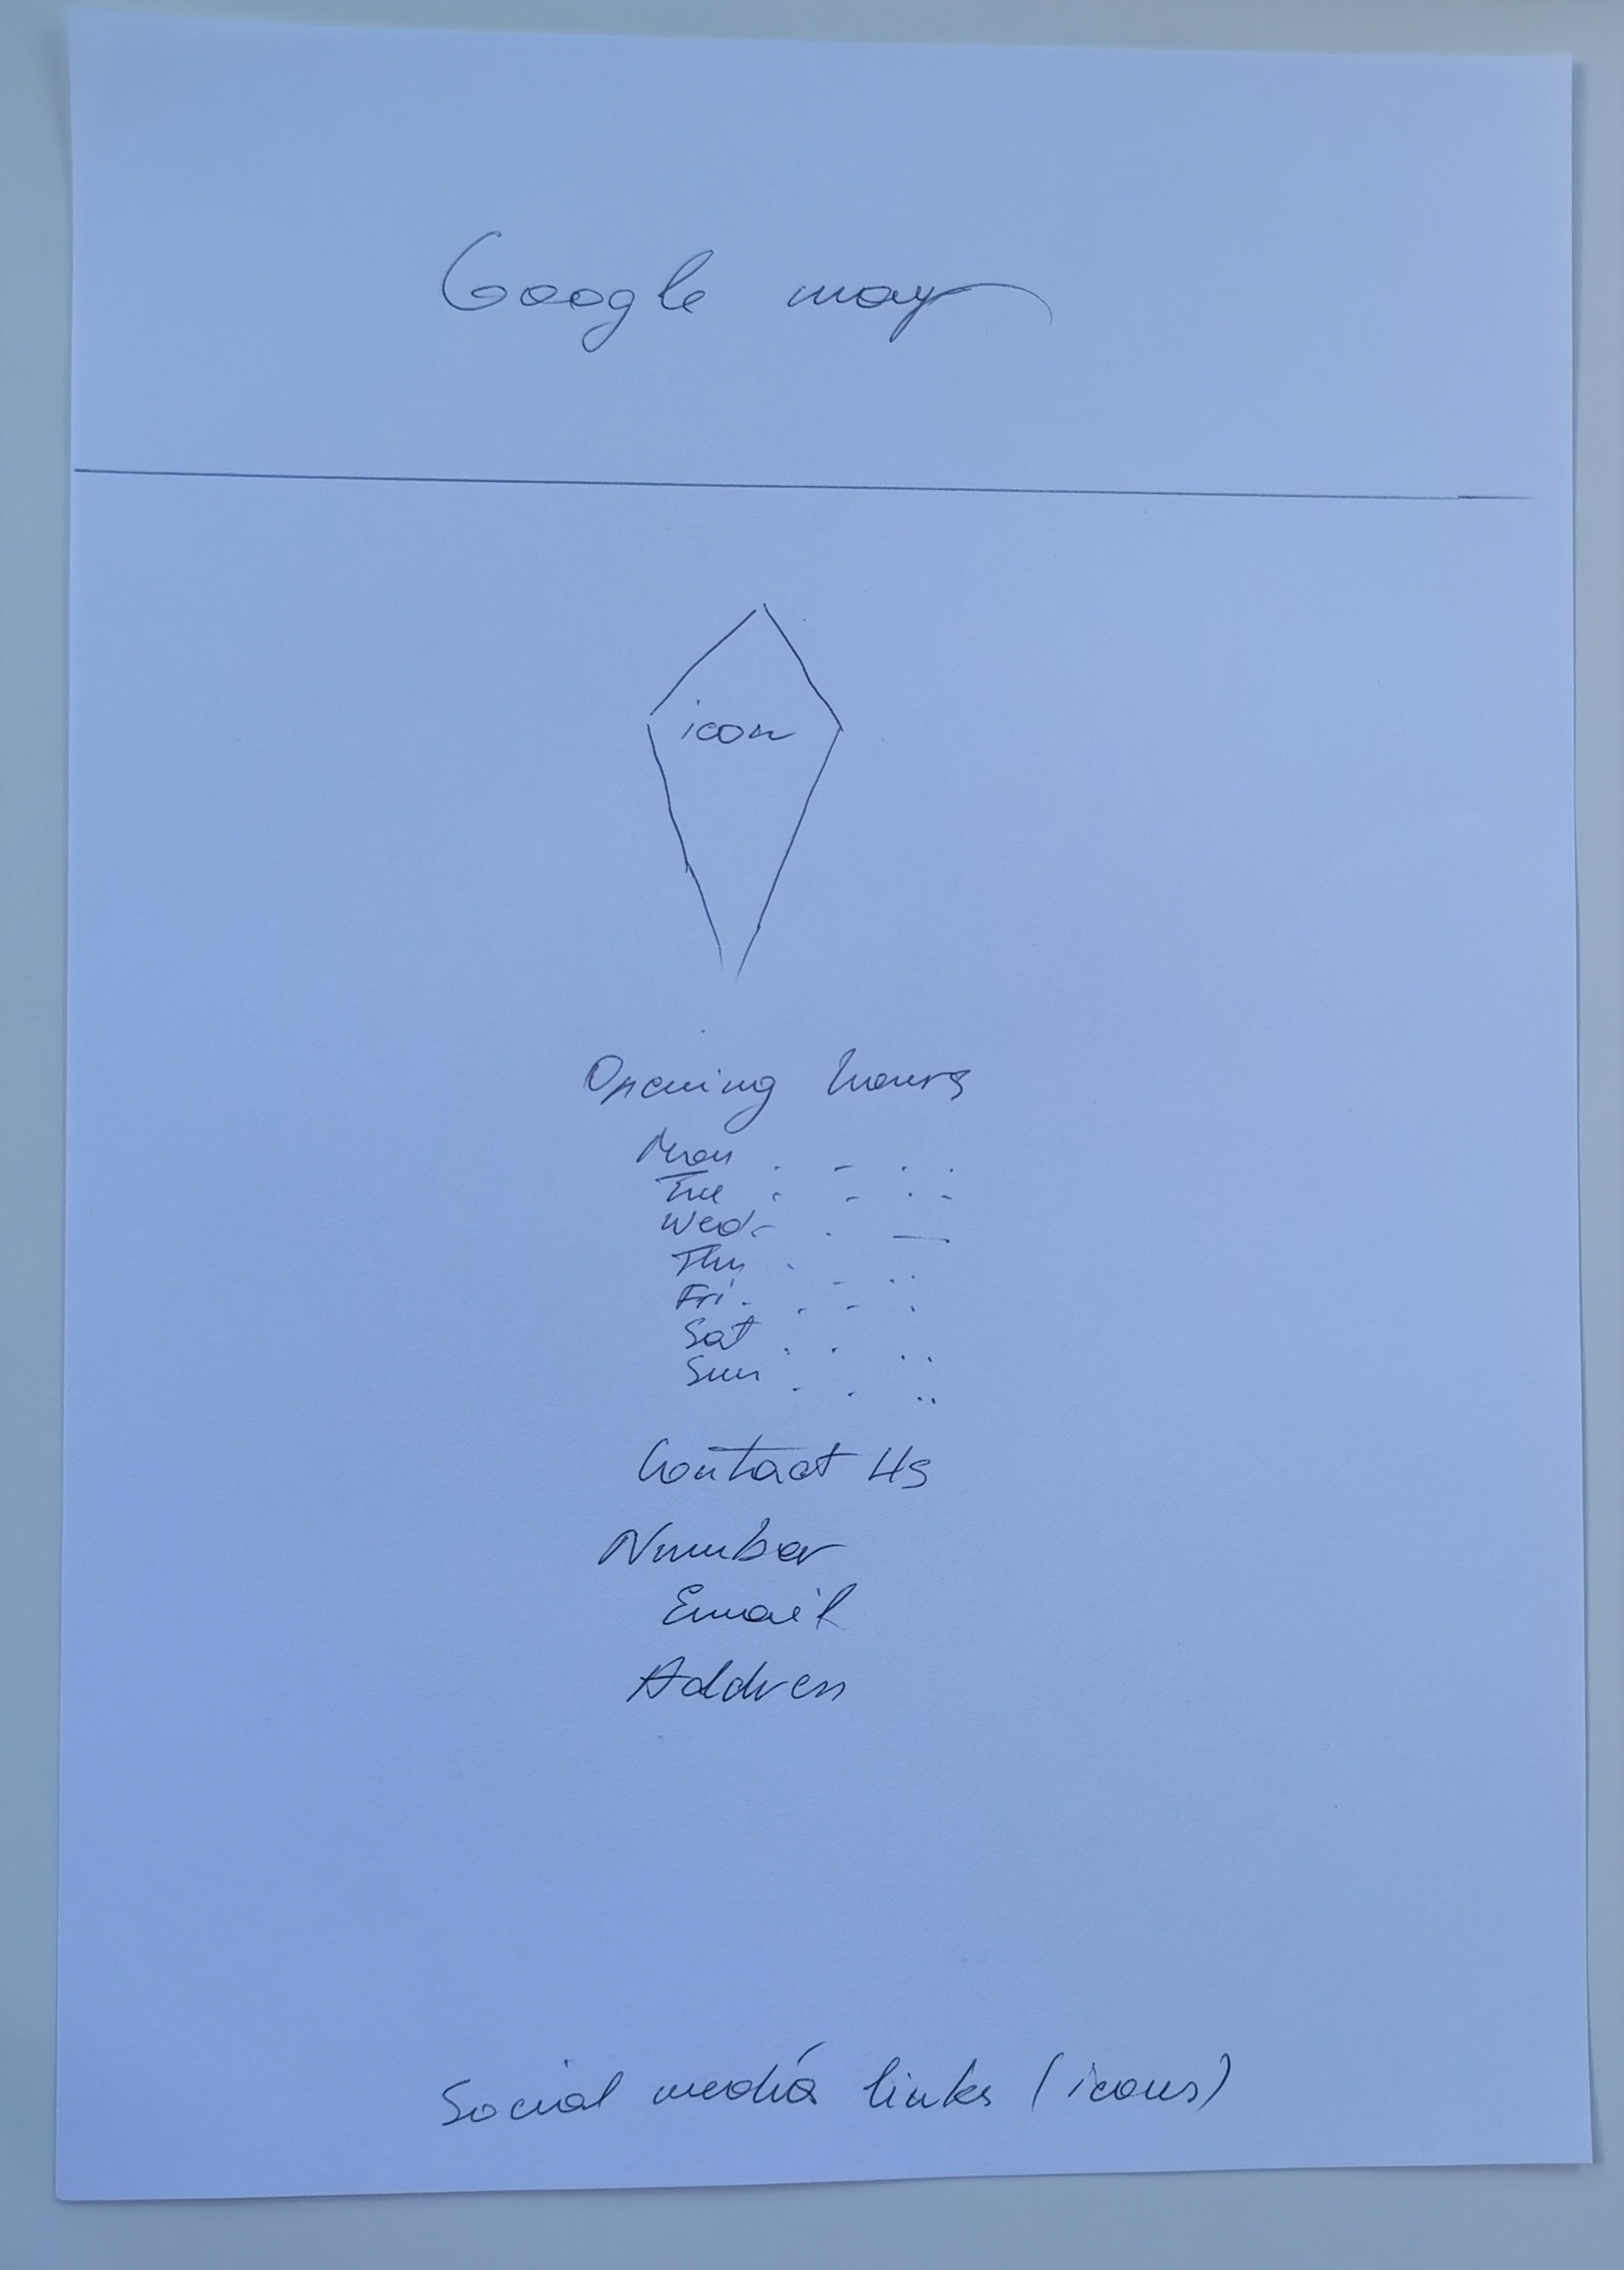 Google map
icon
Opening hours
Mon . - . .
Tue . - . -
Wed - . —
Thu . - . .
Fri . . - .
Sat . . . .
Sun . . . .
Contact Us
Number
Email
Address
Social media links (icons)